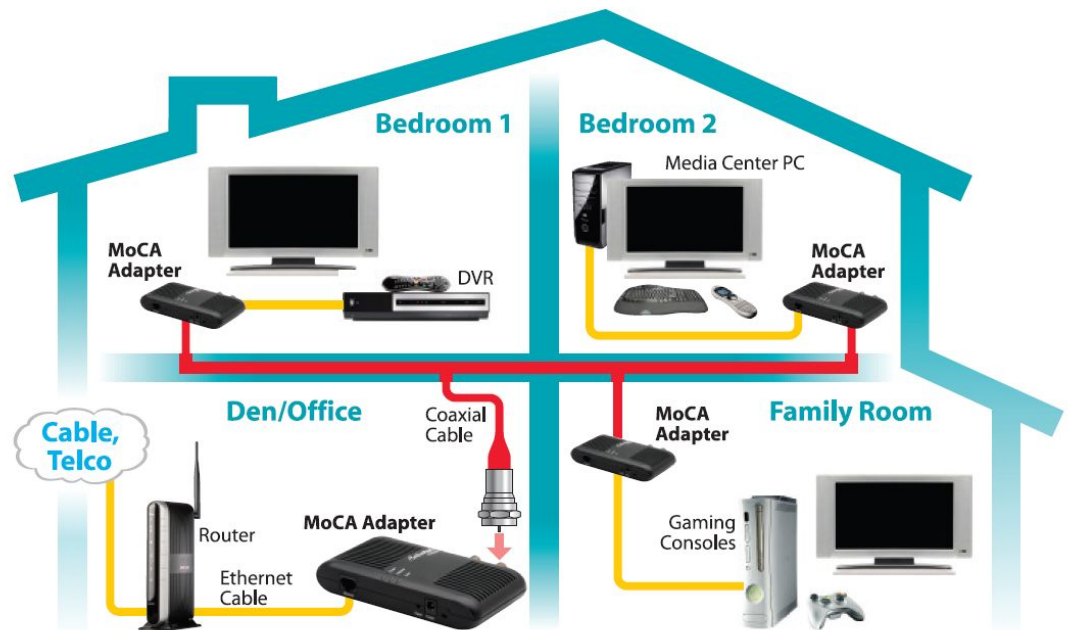 Bedroom 1
Bedroom 2
Media Center PC
MoCA
Adapter
DVR
MoCA
Adapter
Den/Office
Coaxial
Cable
MoCA
Adapter
Family Room
Cable,
Telco
Router
MoCA Adapter
Ethernet
Cable
Gaming
Consoles